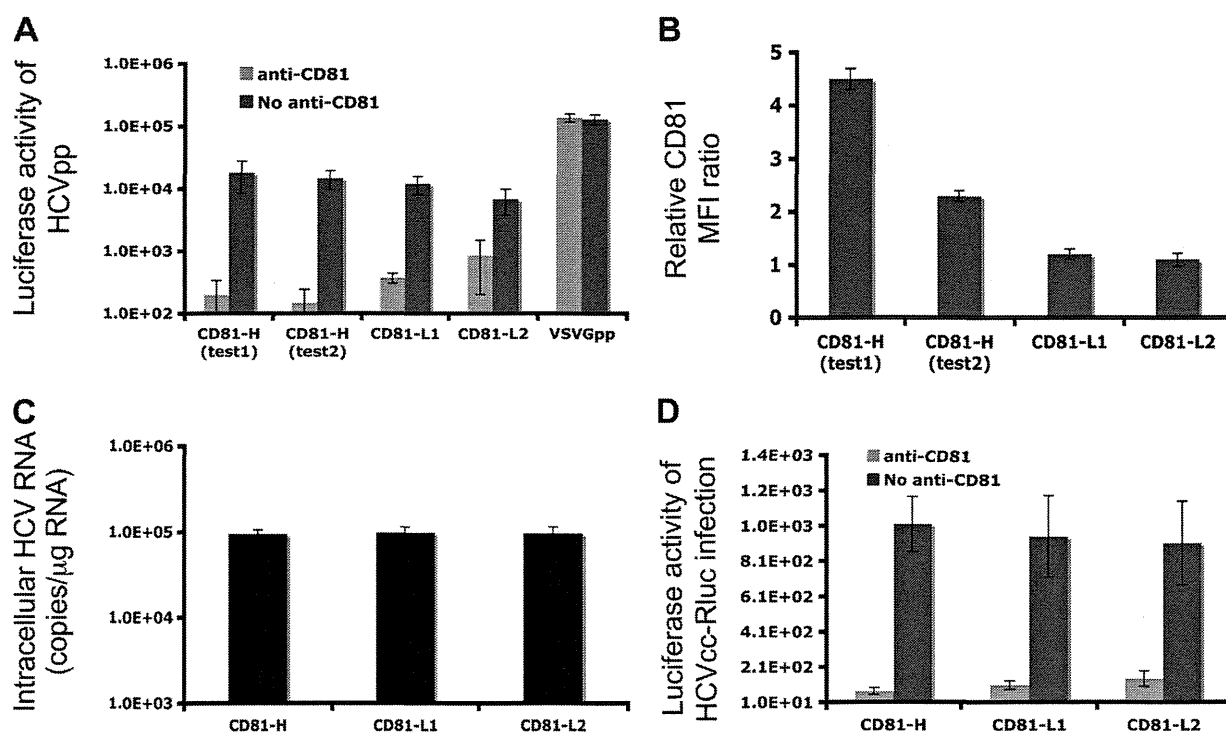 A
Luciferase activity of
HCVpp
1.0E+06
1.0E+05
1.0E+04
1.0E+03
1.0E+02
anti-CD81
No anti-CD81
CD81-H
(test1)
CD81-H
(test2)
CD81-L1
CD81-L2
VSVGpp
B
Relative CD81
MFI ratio
5
4
3
2
1
0
CD81-H
(test1)
CD81-H
(test2)
CD81-L1
CD81-L2
C
Intracellular HCV RNA
(copies/μg RNA)
1.0E+06
1.0E+05
1.0E+04
1.0E+03
CD81-H
CD81-L1
CD81-L2
D
Luciferase activity of
HCVcc-Rluc infection
1.4E+03
1.2E+03
1.0E+03
8.1E+02
6.1E+02
4.1E+02
2.1E+02
1.0E+01
anti-CD81
No anti-CD81
CD81-H
CD81-L1
CD81-L2